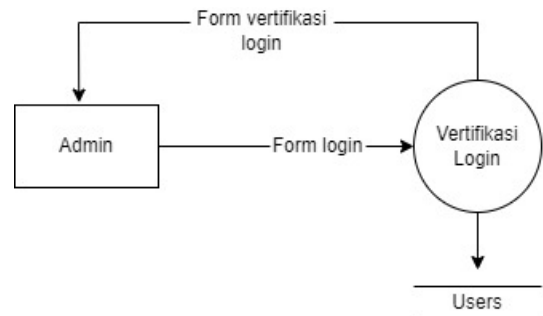 Form vertifikasi
login
Admin
Form login
Vertifikasi
Login
Users